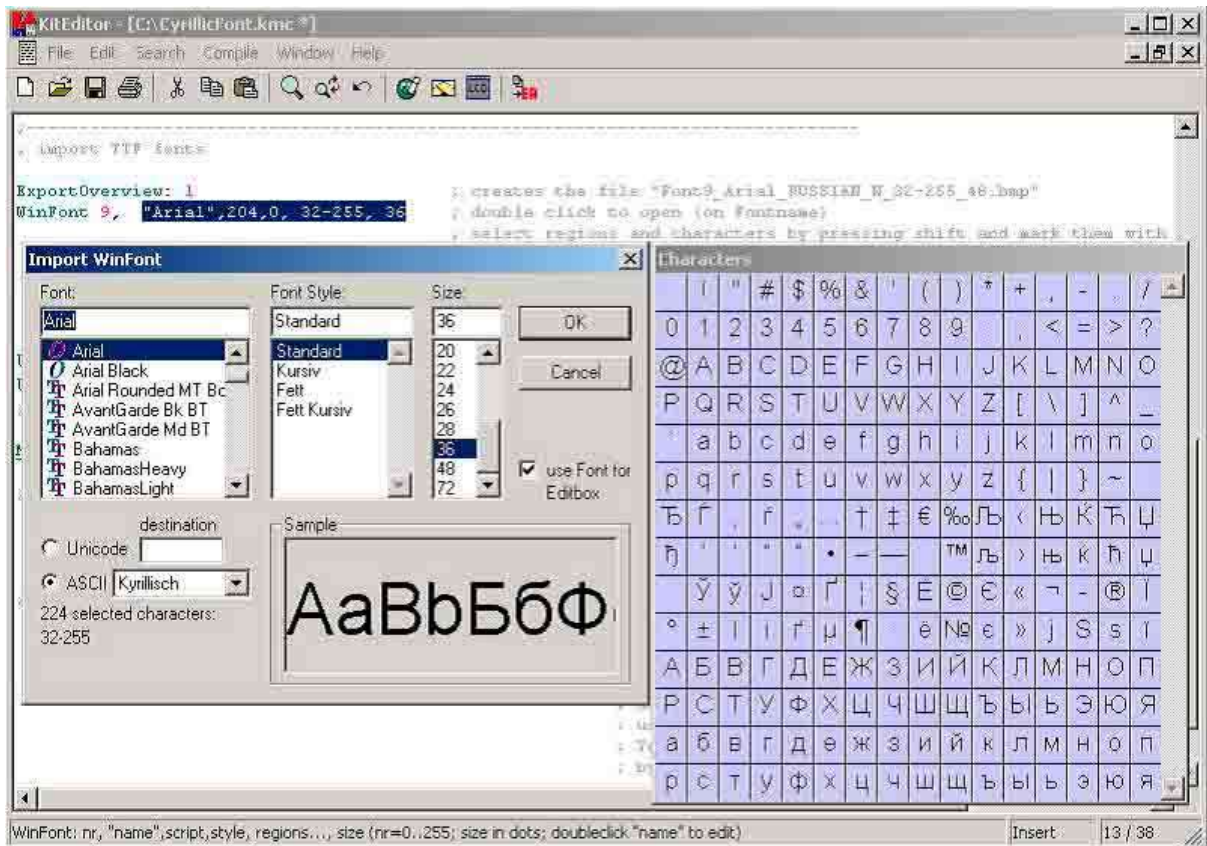 KitEditor - [C:\CyrillicFont.kmc *]
File Edit Search Compile Window Help
; import TTF fonts
ExportOverview: 1 ; creates the file "Font9_Arial_RUSSIAN_N_32-255_48.bmp"
WinFont 9, "Arial",204,0, 32-255, 36 ; double click to open (on Fontname)
; select regions and characters by pressing shift and mark them with
Import WinFont
Font: Font Style: Size:
Arial Standard 36 OK
Arial Standard 20
Arial Black Kursiv 22 Cancel
Arial Rounded MT Bc Fett 24
AvantGarde Bk BT Fett Kursiv 26
AvantGarde Md BT 28
Bahamas 36
BahamasHeavy 48 use Font for
BahamasLight 72 Editbox
destination Sample
Unicode
ASCII Kyrillisch
224 selected characters:
32-255
AaBbБбФ
Characters
! " # $ % & ' ( ) * + , - . /
0 1 2 3 4 5 6 7 8 9 < = > ?
@ A B C D E F G H I J K L M N O
P Q R S T U V W X Y Z [ \ ] ^ _
a b c d e f g h i j k l m n o
p q r s t u v w x y z { | } ~
Ђ Ѓ ѓ † ‡ € ‰ Љ ‹ Њ Ќ Ћ Џ
ђ • – — ™ љ › њ ќ ћ џ
Ў ў Ј ¤ Ґ ¦ § Ё © Є « ¬ - ® Ї
° ± І і ґ µ ¶ ё № є » ј Ѕ ѕ ї
А Б В Г Д Е Ж З И Й К Л М Н О П
Р С Т У Ф Х Ц Ч Ш Щ Ъ Ы Ь Э Ю Я
а б в г д е ж з и й к л м н о п
р с т у ф х ц ч ш щ ъ ы ь э ю я
WinFont: nr, "name",script,style, regions..., size (nr=0..255; size in dots; doubleclick "name" to edit) Insert 13 / 38